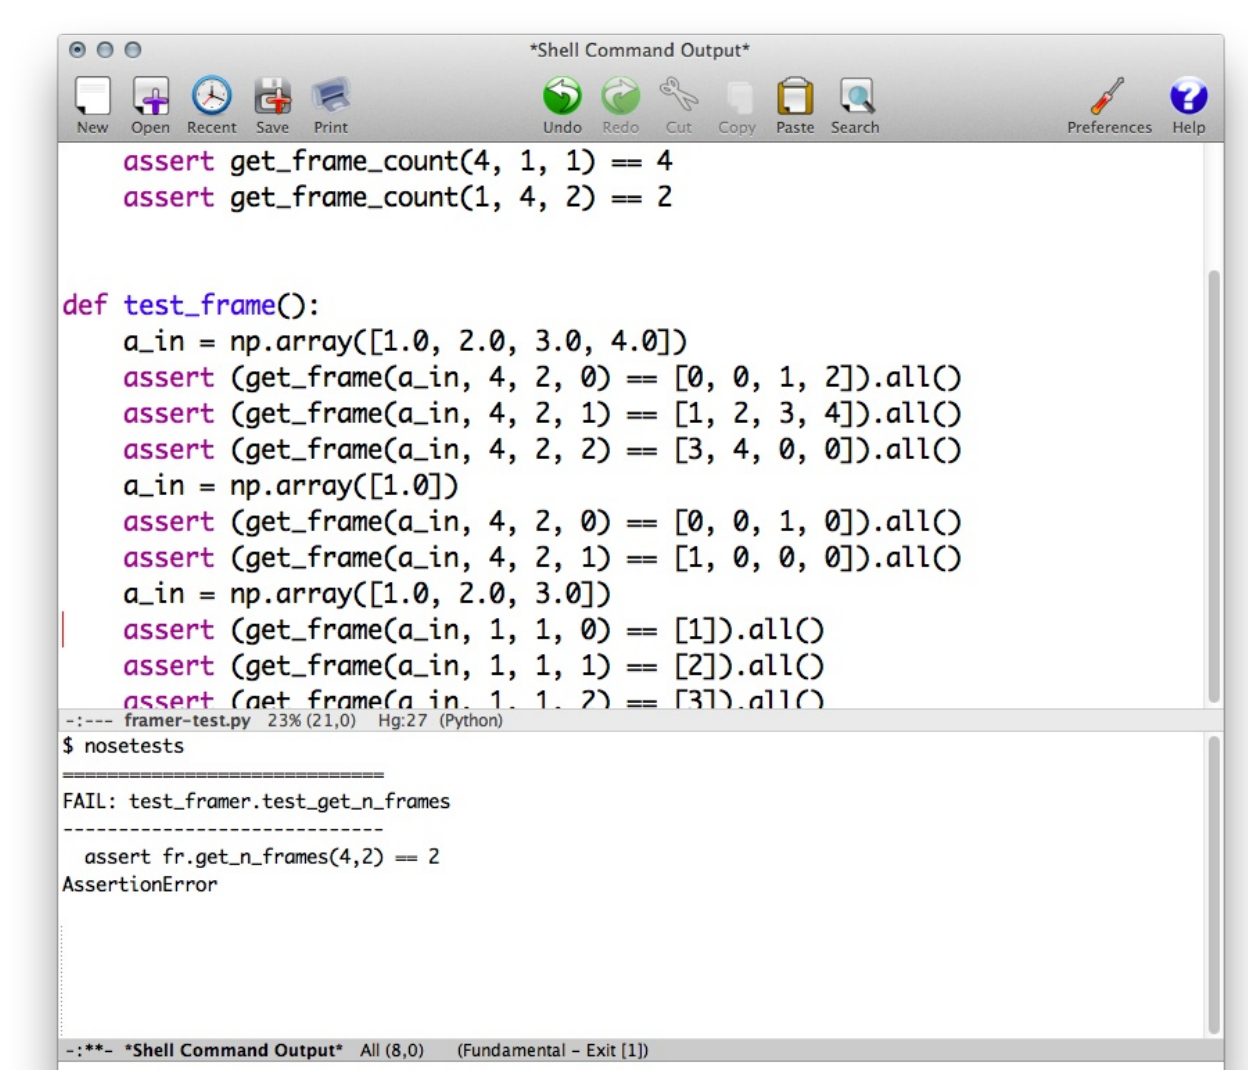 *Shell Command Output*
New Open Recent Save Print Undo Redo Cut Copy Paste Search Preferences Help
assert get_frame_count(4, 1, 1) == 4
assert get_frame_count(1, 4, 2) == 2
def test_frame():
a_in = np.array([1.0, 2.0, 3.0, 4.0])
assert (get_frame(a_in, 4, 2, 0) == [0, 0, 1, 2]).all()
assert (get_frame(a_in, 4, 2, 1) == [1, 2, 3, 4]).all()
assert (get_frame(a_in, 4, 2, 2) == [3, 4, 0, 0]).all()
a_in = np.array([1.0])
assert (get_frame(a_in, 4, 2, 0) == [0, 0, 1, 0]).all()
assert (get_frame(a_in, 4, 2, 1) == [1, 0, 0, 0]).all()
a_in = np.array([1.0, 2.0, 3.0])
assert (get_frame(a_in, 1, 1, 0) == [1]).all()
assert (get_frame(a_in, 1, 1, 1) == [2]).all()
assert (get_frame(a_in, 1, 1, 2) == [3]).all()
-:--- framer-test.py 23% (21,0) Hg:27 (Python)
$ nosetests
=============================
FAIL: test_framer.test_get_n_frames
-----------------------------
assert fr.get_n_frames(4,2) == 2
AssertionError
-:**- *Shell Command Output* All (8,0) (Fundamental – Exit [1])